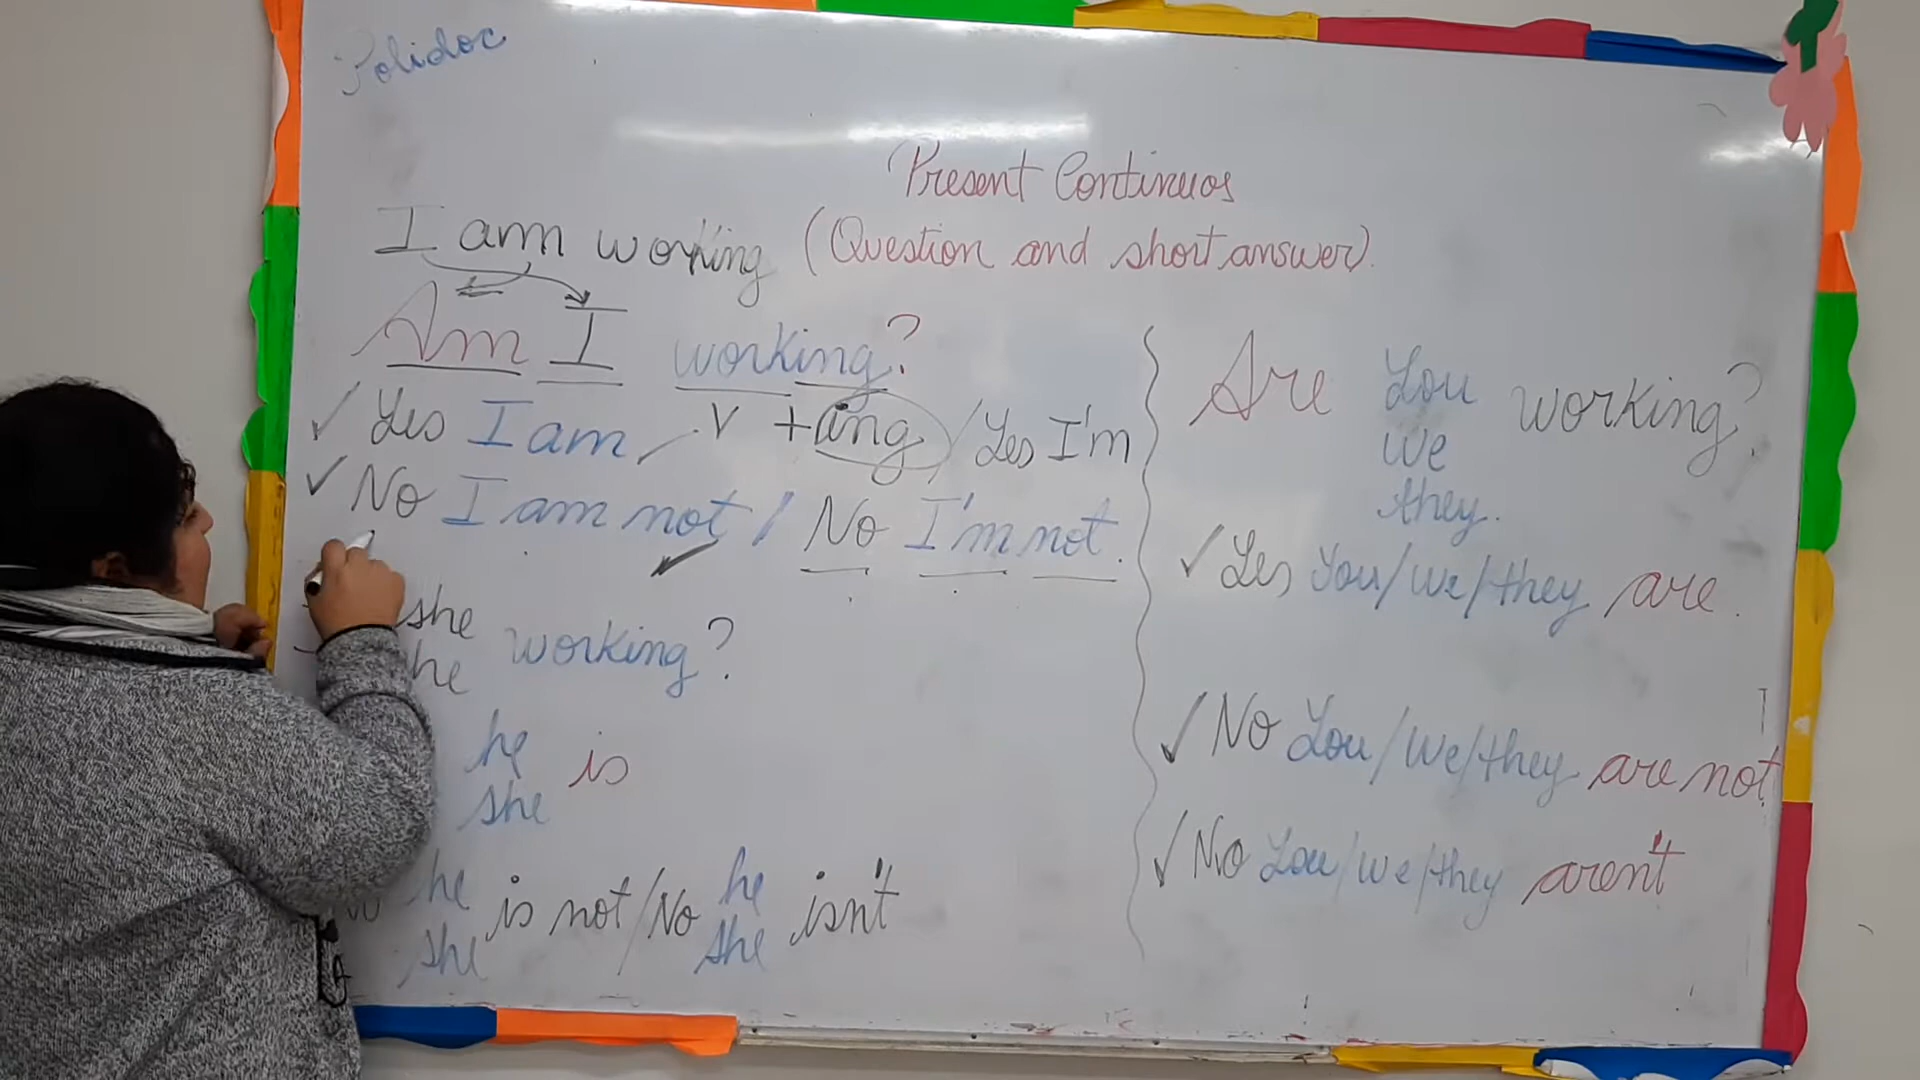 Polidoc
Present Continuos
(Question and short answer).
I am working
Am I working?
v + ing
✓ Yes I am / Yes I'm
✓ No I am not / No I'm not.
she
he working?
he
she is
he
she is not / No he
she isn't
Are You working?
we
they.
✓ Yes You/we/they are.
✓ No You/we/they are not
✓ No You/we/they aren't